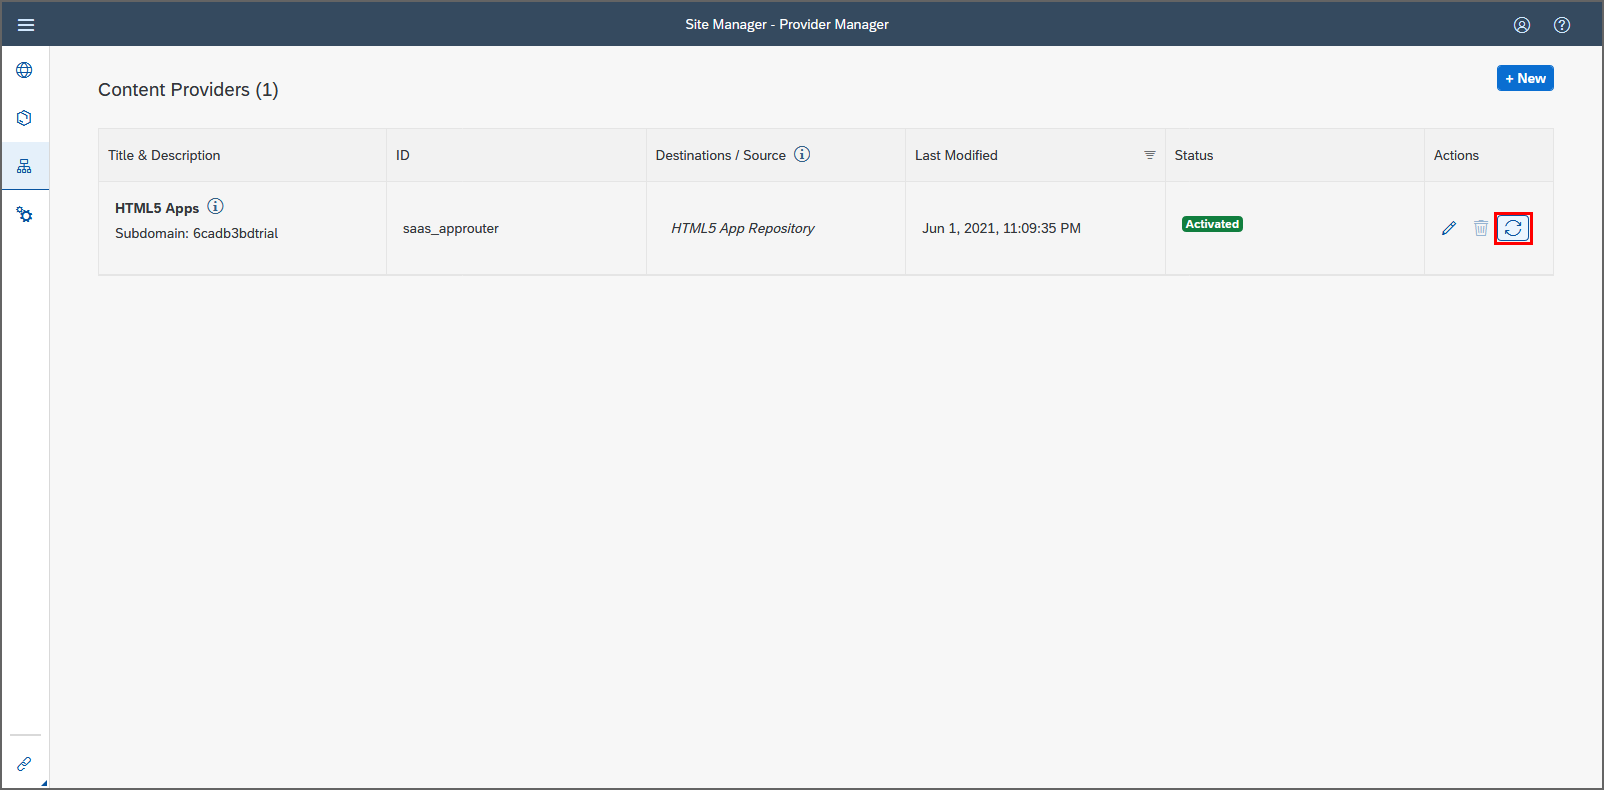 Site Manager - Provider Manager
Content Providers (1)
+ New
Title & Description
ID
Destinations / Source
Last Modified
Status
Actions
HTML5 Apps
Subdomain: 6cadb3bdtrial
saas_approuter
HTML5 App Repository
Jun 1, 2021, 11:09:35 PM
Activated